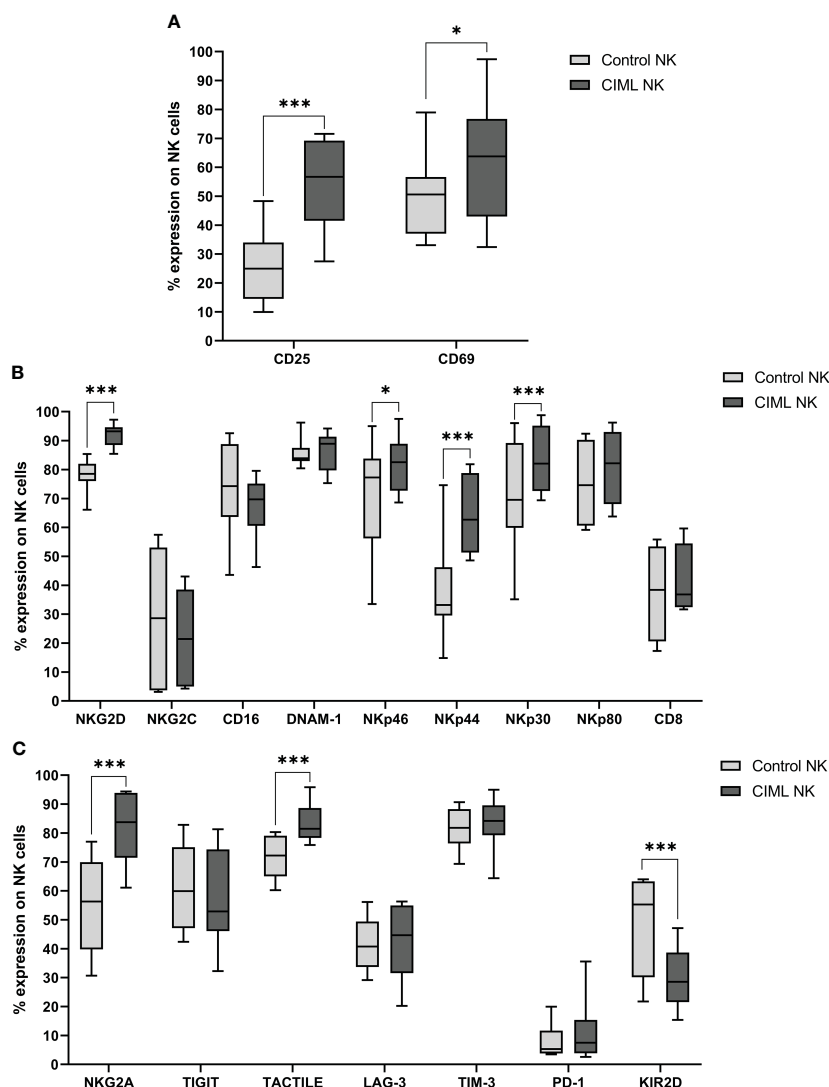 A
% expression on NK cells
100
90
80
70
60
50
40
30
20
10
0
***
*
CD25
CD69
Control NK
CIML NK
B
% expression on NK cells
100
90
80
70
60
50
40
30
20
10
0
***
*
***
***
NKG2D
NKG2C
CD16
DNAM-1
NKp46
NKp44
NKp30
NKp80
CD8
Control NK
CIML NK
C
% expression on NK cells
100
90
80
70
60
50
40
30
20
10
0
***
***
***
NKG2A
TIGIT
TACTILE
LAG-3
TIM-3
PD-1
KIR2D
Control NK
CIML NK